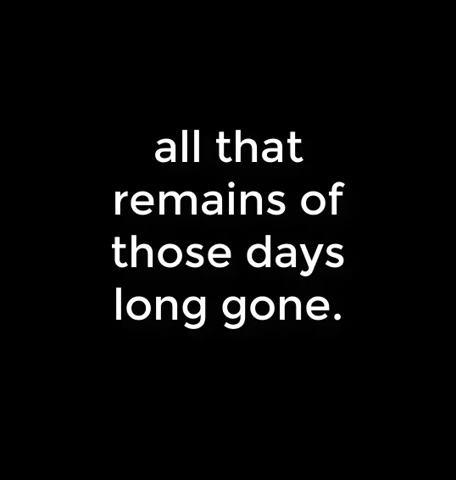 all that
remains of
those days
long gone.